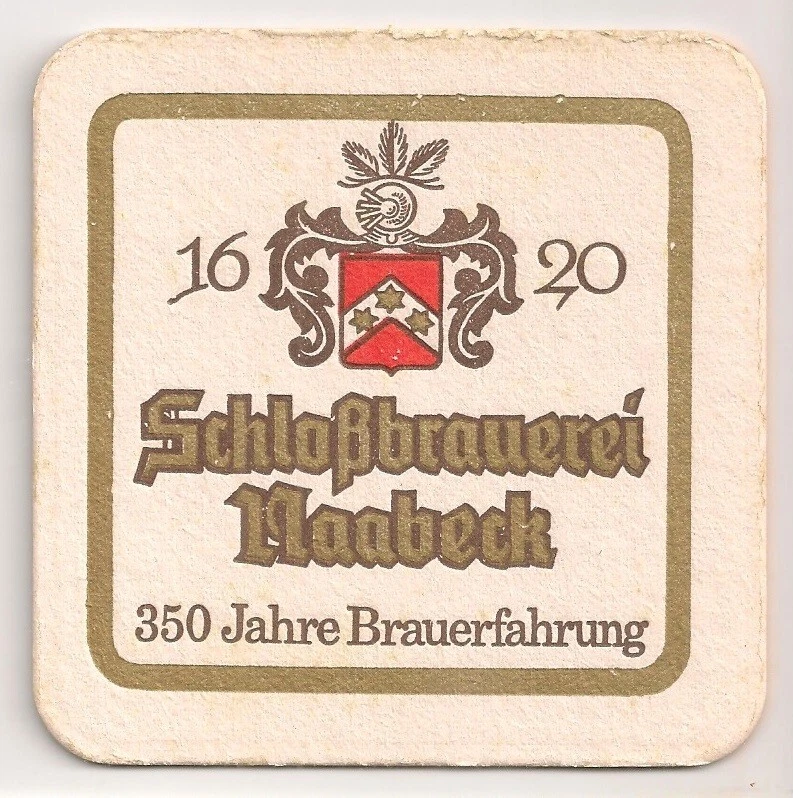 16 20
Schloßbrauerei
Naabeck
350 Jahre Brauerfahrung